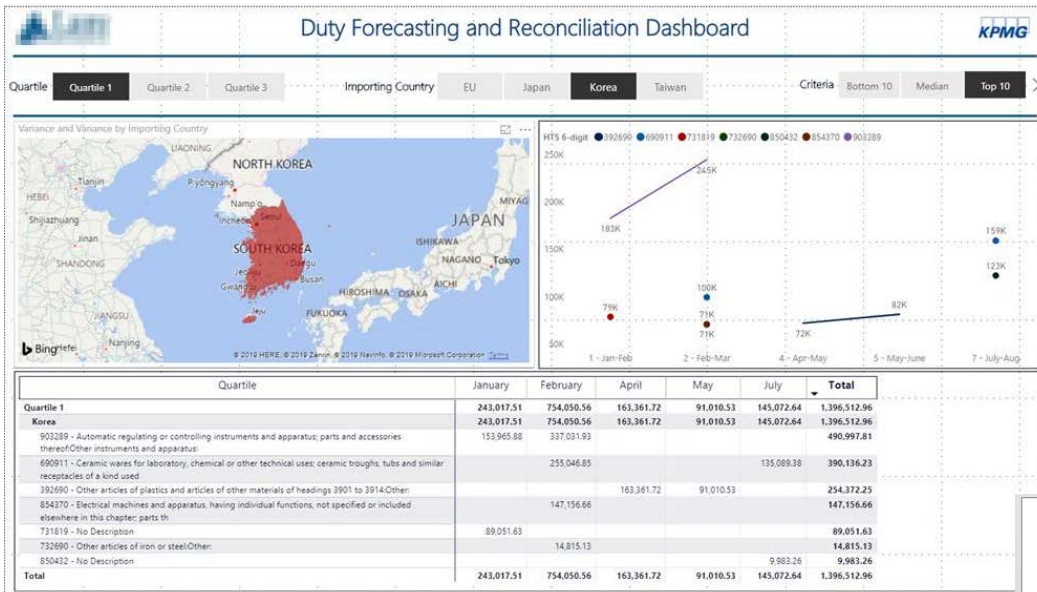 Duty Forecasting and Reconciliation Dashboard
KPMG
Quartile Quartile 1 Quartile 2 Quartile 3 Importing Country EU Japan Korea Taiwan Criteria Bottom 10 Median Top 10
Variance and Variance by Importing Country
LIAONING
NORTH KOREA
Tianjin
P'yŏngyang
HEBEI
Namp'o
MIYAG
Shijiazhuang
Incheon Seoul
JAPAN
Jinan
SOUTH KOREA
ISHIKAWA
SHANDONG
Daegu
NAGANO Tokyo
Jeonju
Gwangju Busan
AICHI
HIROSHIMA OSAKA
JIANGSU
FUKUOKA
Jeju
Nanjing
Bing Hefei
© 2019 HERE, © 2019 Zenrin, © 2019 NavInfo, © 2019 Microsoft Corporation Terms
HTS 6-digit 392690 690911 731819 732690 850432 854370 903289
250K
245K
200K
183K
159K
150K
123K
100K
100K
79K
82K
71K
72K
71K
50K
1 - Jan-Feb 2 - Feb-Mar 4 - Apr-May 5 - May-June 7 - July-Aug
Quartile January February April May July Total
Quartile 1 243,017.51 754,050.56 163,361.72 91,010.53 145,072.64 1,396,512.96
Korea 243,017.51 754,050.56 163,361.72 91,010.53 145,072.64 1,396,512.96
903289 - Automatic regulating or controlling instruments and apparatus; parts and accessories 153,965.88 337,031.93 490,997.81
thereof:Other instruments and apparatus:
690911 - Ceramic wares for laboratory, chemical or other technical uses; ceramic troughs, tubs and similar 255,046.85 135,089.38 390,136.23
receptacles of a kind used
392690 - Other articles of plastics and articles of other materials of headings 3901 to 3914:Other: 163,361.72 91,010.53 254,372.25
854370 - Electrical machines and apparatus, having individual functions, not specified or included 147,156.66 147,156.66
elsewhere in this chapter; parts th
731819 - No Description 89,051.63 89,051.63
732690 - Other articles of iron or steel:Other: 14,815.13 14,815.13
850432 - No Description 9,983.26 9,983.26
Total 243,017.51 754,050.56 163,361.72 91,010.53 145,072.64 1,396,512.96